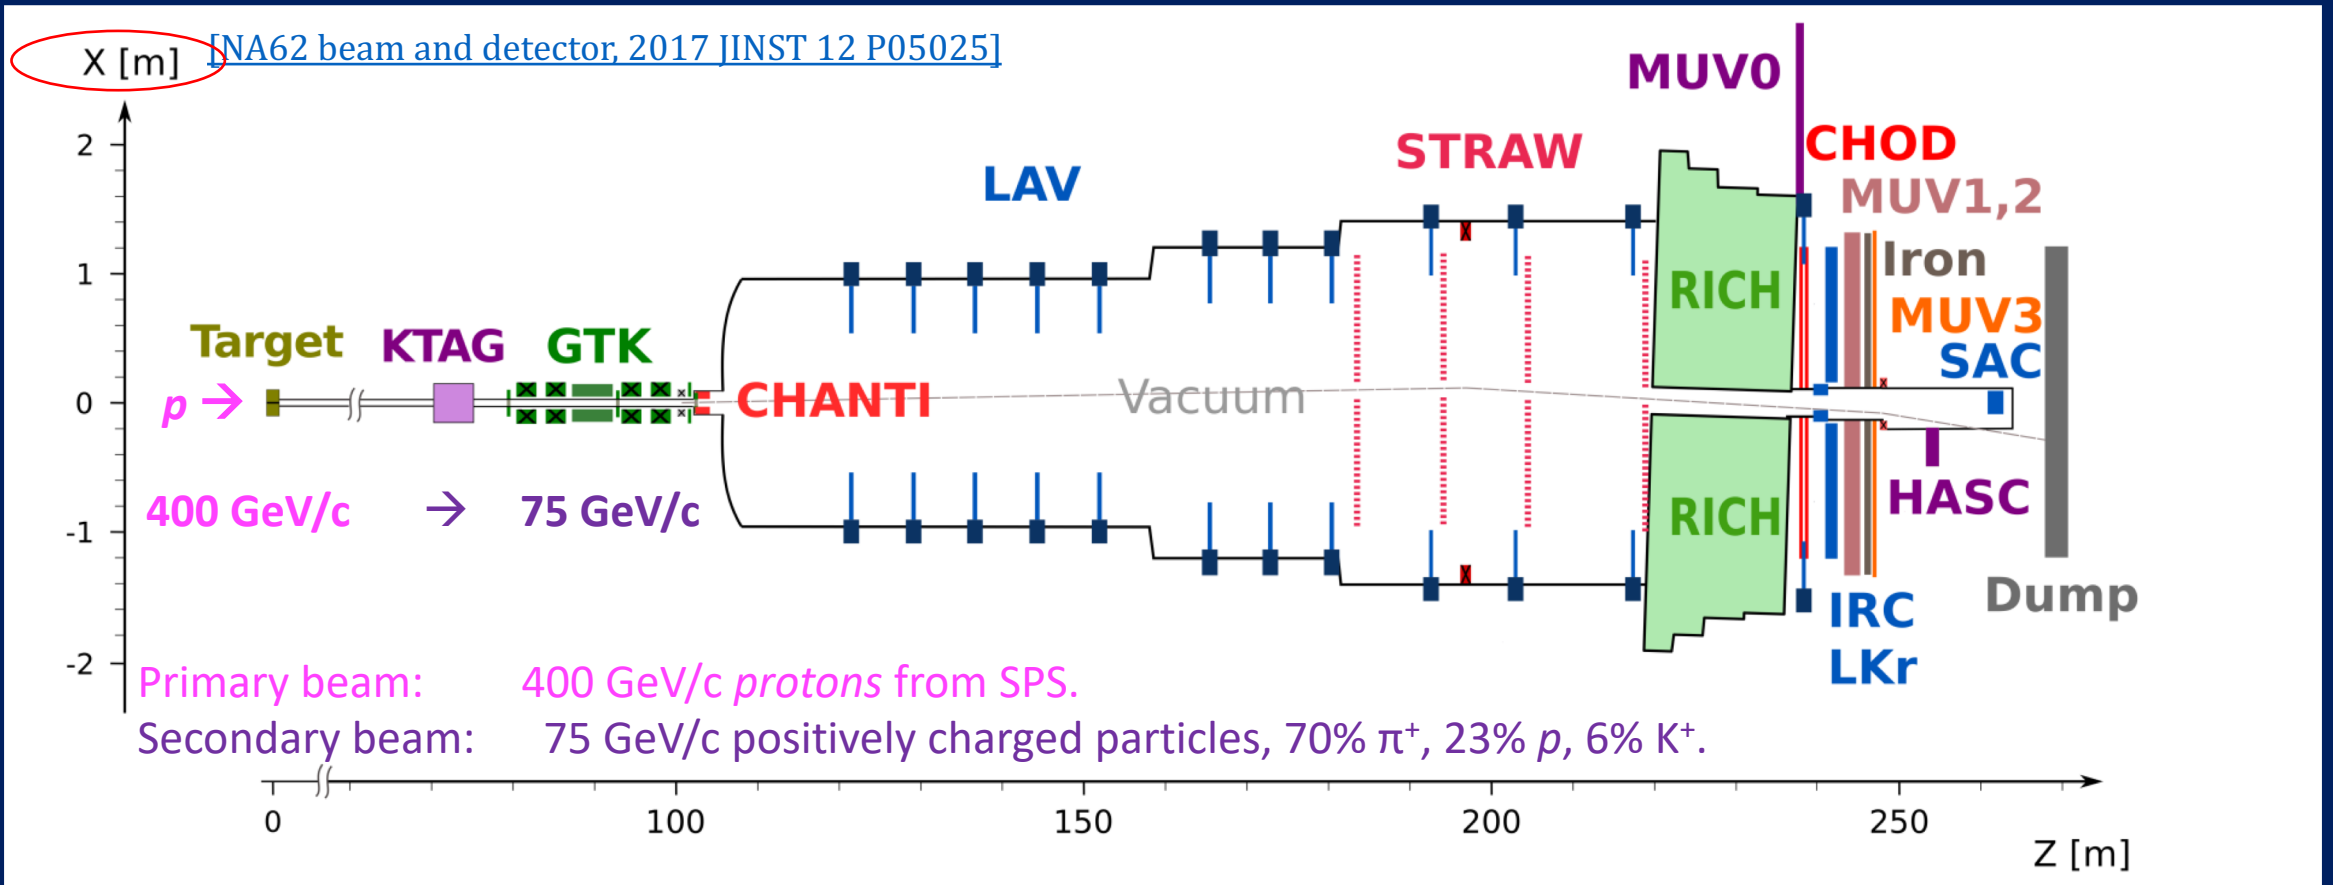 X [m]
[NA62 beam and detector, 2017 JINST 12 P05025]
MUV0
2
CHOD
STRAW
LAV
MUV1,2
1
Iron
RICH
MUV3
Target
KTAG
GTK
SAC
0
p →
CHANTI
Vacuum
400 GeV/c → 75 GeV/c
HASC
RICH
-1
Dump
IRC
LKr
-2
Primary beam: 400 GeV/c protons from SPS.
Secondary beam: 75 GeV/c positively charged particles, 70% π⁺, 23% p, 6% K⁺.
0 100 150 200 250
Z [m]